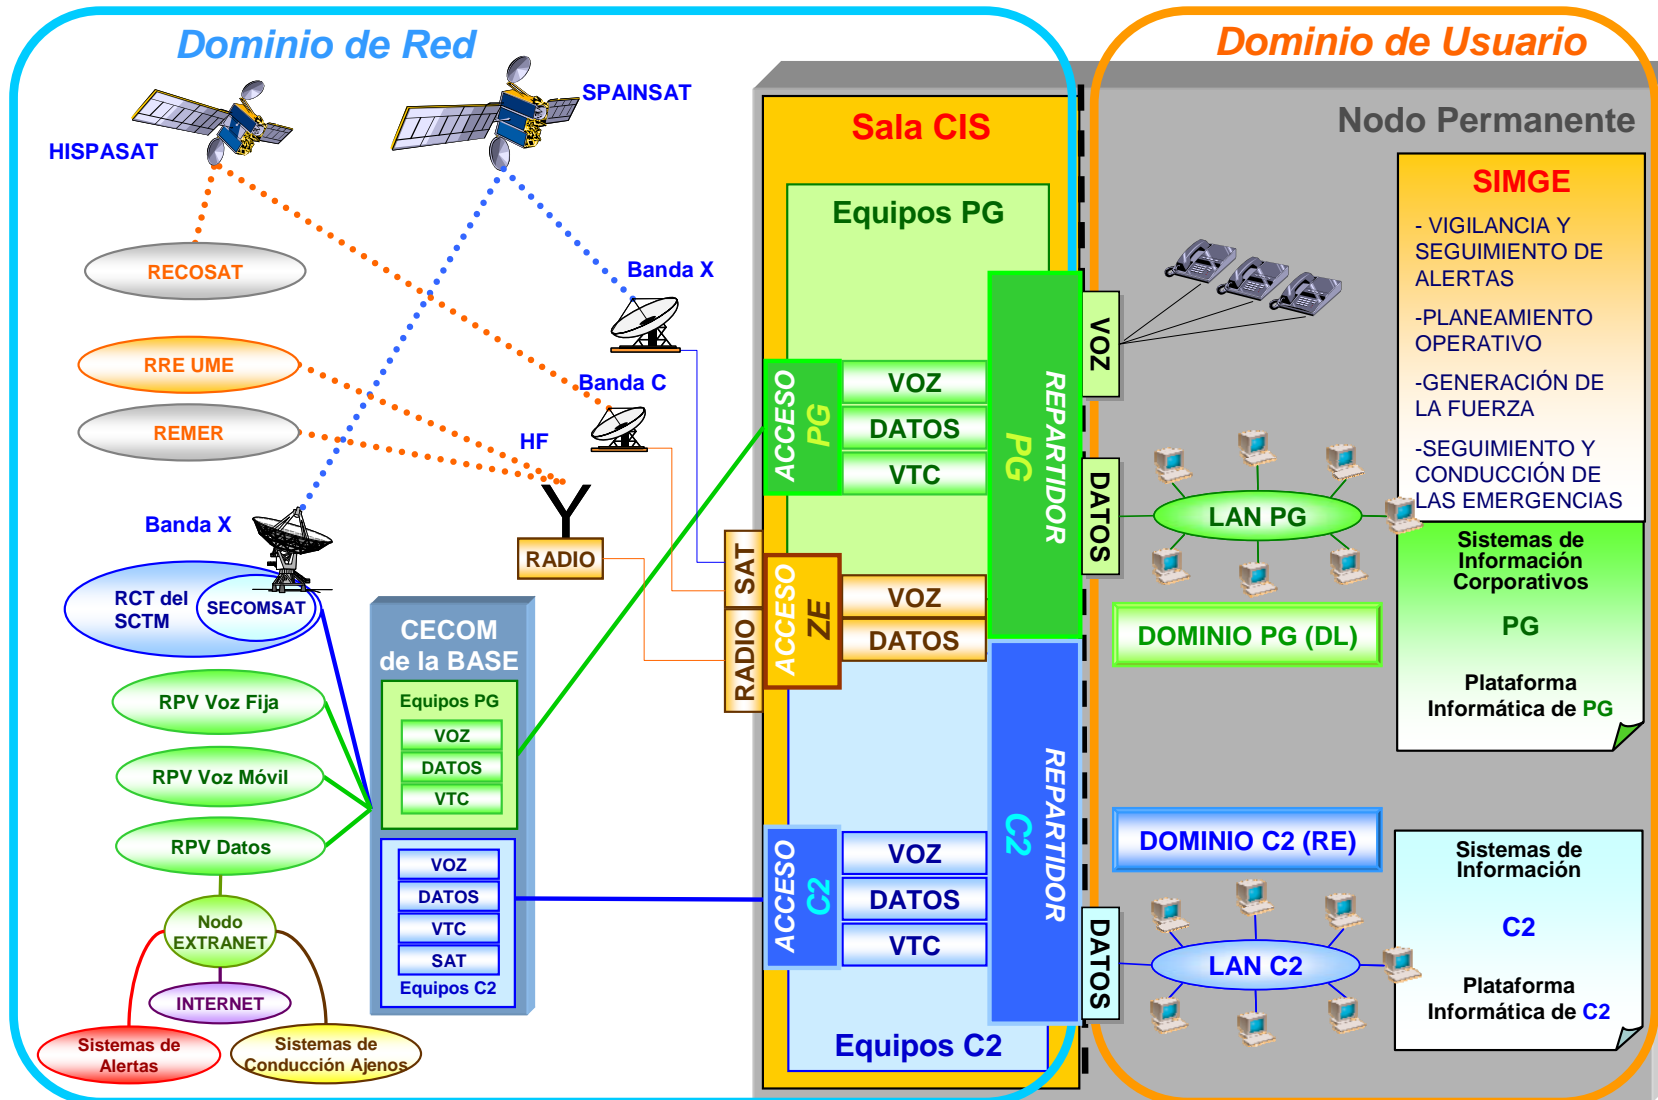 Dominio de Red
Dominio de Usuario
HISPASAT
SPAINSAT
RECOSAT
RRE UME
REMER
Banda X
Banda C
HF
RADIO
Banda X
RCT del
SCTM
SECOMSAT
RPV Voz Fija
RPV Voz Móvil
RPV Datos
Nodo
EXTRANET
INTERNET
Sistemas de
Alertas
Sistemas de
Conducción Ajenos
CECOM
de la BASE
Equipos PG
VOZ
DATOS
VTC
VOZ
DATOS
VTC
SAT
Equipos C2
Sala CIS
Equipos PG
ACCESO
PG
VOZ
DATOS
VTC
REPARTIDOR
PG
SAT
RADIO
ACCESO
ZE
VOZ
DATOS
ACCESO
C2
VOZ
DATOS
VTC
REPARTIDOR
C2
Equipos C2
Nodo Permanente
VOZ
DATOS
LAN PG
DOMINIO PG (DL)
DOMINIO C2 (RE)
DATOS
LAN C2
SIMGE
- VIGILANCIA Y
SEGUIMIENTO DE
ALERTAS
-PLANEAMIENTO
OPERATIVO
-GENERACIÓN DE
LA FUERZA
-SEGUIMIENTO Y
CONDUCCIÓN DE
LAS EMERGENCIAS
Sistemas de
Información
Corporativos
PG
Plataforma
Informática de PG
Sistemas de
Información
C2
Plataforma
Informática de C2